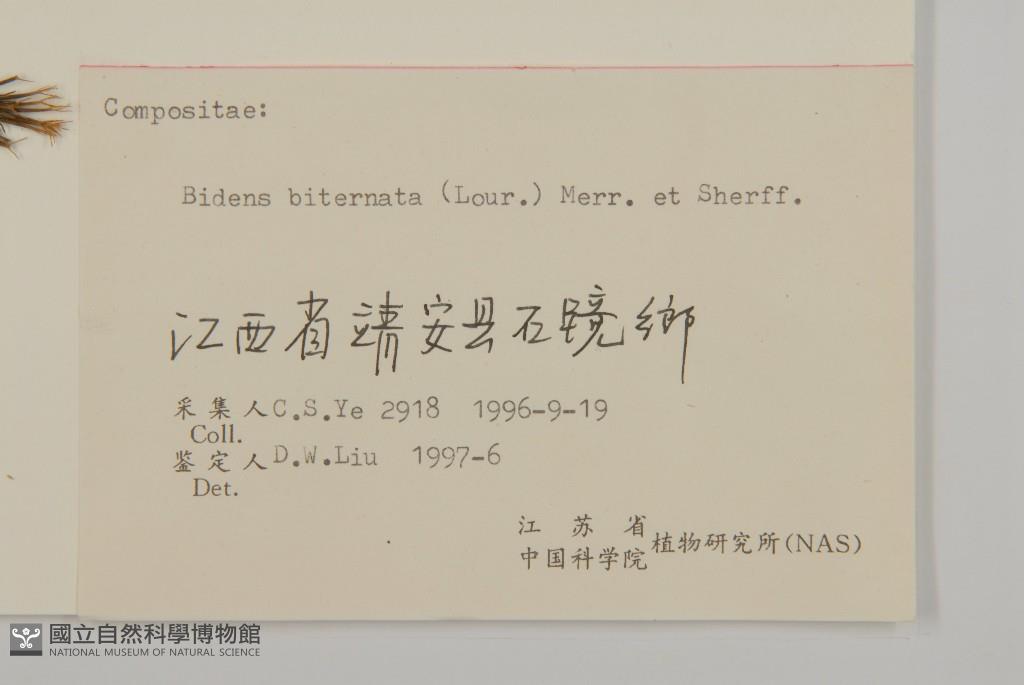 Compositae:
Bidens biternata (Lour.) Merr. et Sherff.
江西省靖安县石镜鄉
采集人 C.S.Ye 2918 1996-9-19
Coll.
鉴定人 D.W.Liu 1997-6
Det.
江苏省
中国科学院 植物研究所(NAS)
國立自然科學博物館
NATIONAL MUSEUM OF NATURAL SCIENCE